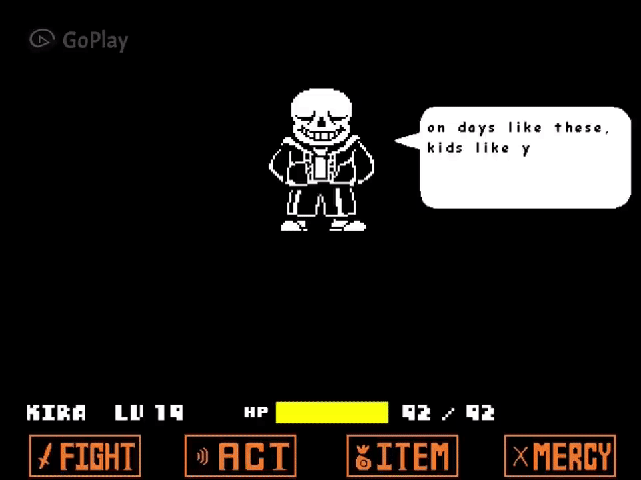 GoPlay
on days like these,
kids like y
KIRA LV 19 HP 92 / 92
FIGHT ACT ITEM MERCY